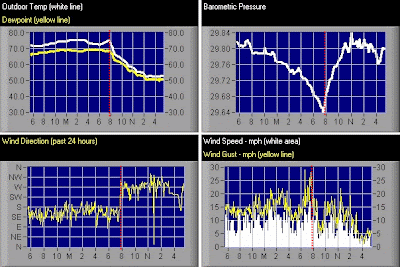 Outdoor Temp (white line)
Dewpoint (yellow line)
80.0 80.0
70.0 70.0
60.0 60.0
50.0 50.0
40.0 40.0
30.0 30.0
6 8 10 M 2 4 6 8 10 N 2 4
Barometric Pressure
29.84
29.76
29.72
29.68
29.64
6 8 10 M 2 4 6 8 10 N 2 4
Wind Direction (past 24 hours)
N
NW
W
SW
S
SE
E
NE
N
6 8 10 M 2 4 6 8 10 N 2 4
Wind Speed - mph (white area)
Wind Gust - mph (yellow line)
30 30
25 25
20 20
15 15
10 10
5 5
0 0
6 8 10 M 2 4 6 8 10 N 2 4